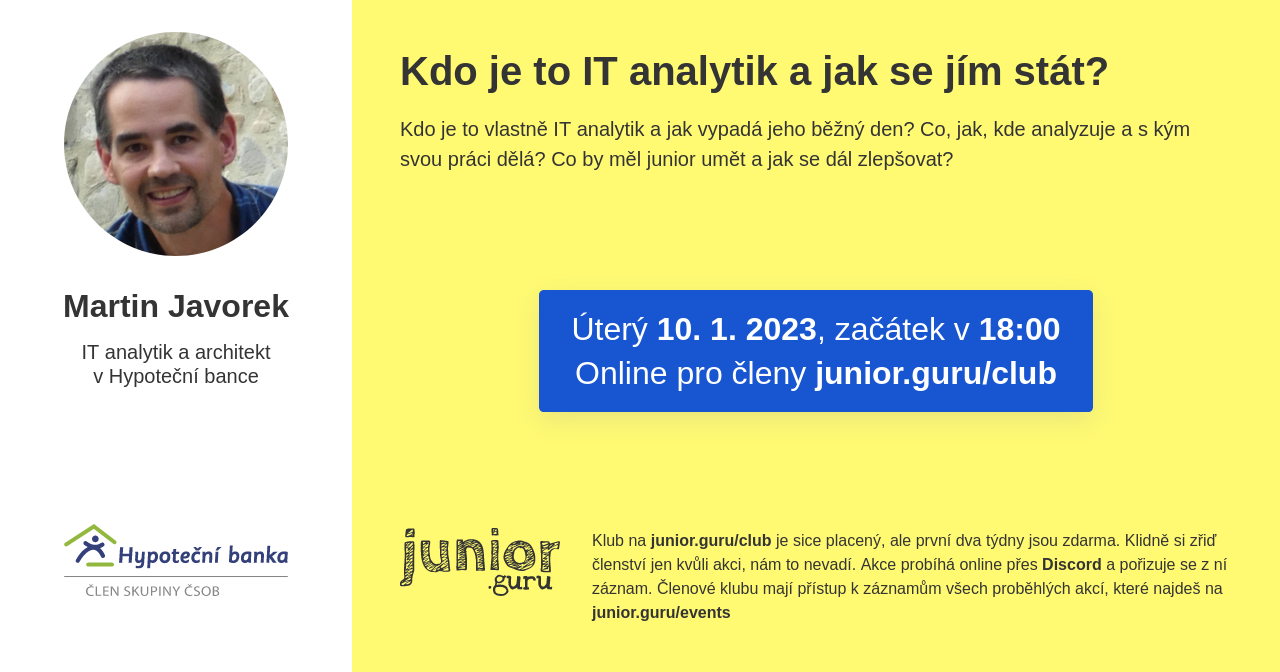 Martin Javorek
IT analytik a architekt
v Hypoteční bance
Hypoteční banka
ČLEN SKUPINY ČSOB
Kdo je to IT analytik a jak se jím stát?
Kdo je to vlastně IT analytik a jak vypadá jeho běžný den? Co, jak, kde analyzuje a s kým
svou práci dělá? Co by měl junior umět a jak se dál zlepšovat?
Úterý 10. 1. 2023, začátek v 18:00
Online pro členy junior.guru/club
junior
.guru
Klub na junior.guru/club je sice placený, ale první dva týdny jsou zdarma. Klidně si zřiď
členství jen kvůli akci, nám to nevadí. Akce probíhá online přes Discord a pořizuje se z ní
záznam. Členové klubu mají přístup k záznamům všech proběhlých akcí, které najdeš na
junior.guru/events